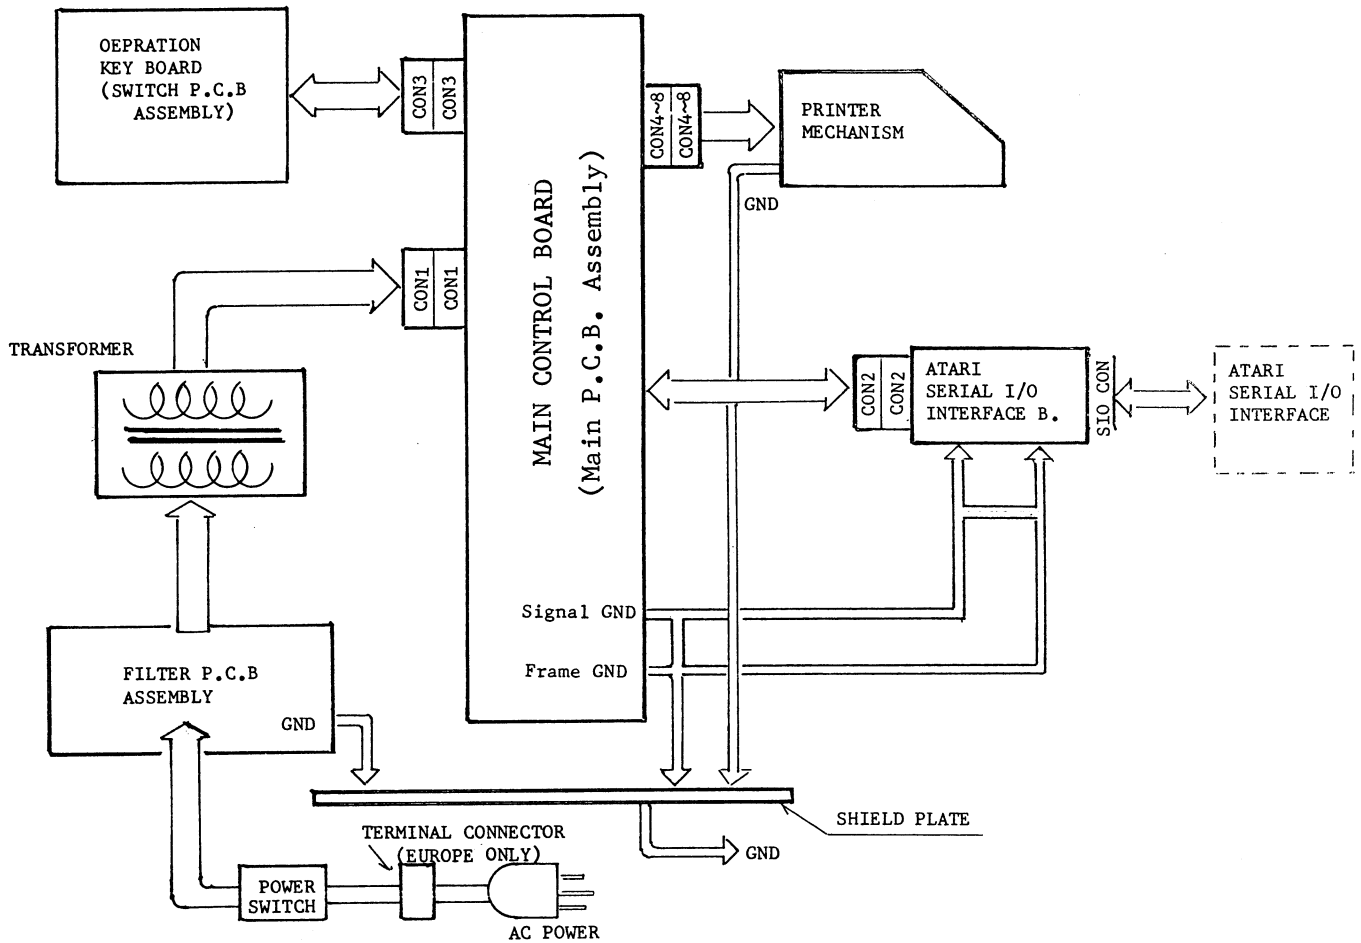 OEPRATION
KEY BOARD
(SWITCH P.C.B
ASSEMBLY)
CON3
CON3
CON4~8
CON4~8
PRINTER
MECHANISM
GND
CON1
CON1
MAIN CONTROL BOARD
(Main P.C.B. Assembly)
TRANSFORMER
CON2
CON2
ATARI
SERIAL I/O
INTERFACE B.
SIO CON
ATARI
SERIAL I/O
INTERFACE
Signal GND
Frame GND
FILTER P.C.B
ASSEMBLY
GND
SHIELD PLATE
GND
TERMINAL CONNECTOR
(EUROPE ONLY)
POWER
SWITCH
AC POWER